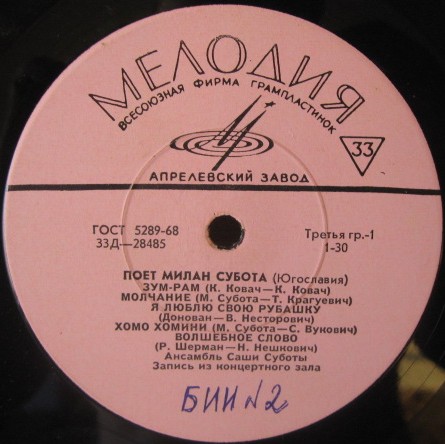 МЕЛОДИЯ
ВСЕСОЮЗНАЯ ФИРМА ГРАМПЛАСТИНОК
33
АПРЕЛЕВСКИЙ ЗАВОД
ГОСТ 5289-68 Третья гр.-1
33Д—28485 1-30
ПОЕТ МИЛАН СУБОТА (Югославия)
ЗУМ-РАМ (К. Ковач—К. Ковач)
МОЛЧАНИЕ (М. Субота—Т. Крагуевич)
Я ЛЮБЛЮ СВОЮ РУБАШКУ
(Донован—В. Несторович)
ХОМО ХОМИНИ (М. Субота—С. Вукович)
ВОЛШЕБНОЕ СЛОВО
(Р. Шерман—Н. Нешкович)
Ансамбль Саши Суботы
Запись из концертного зала
БИИ №2